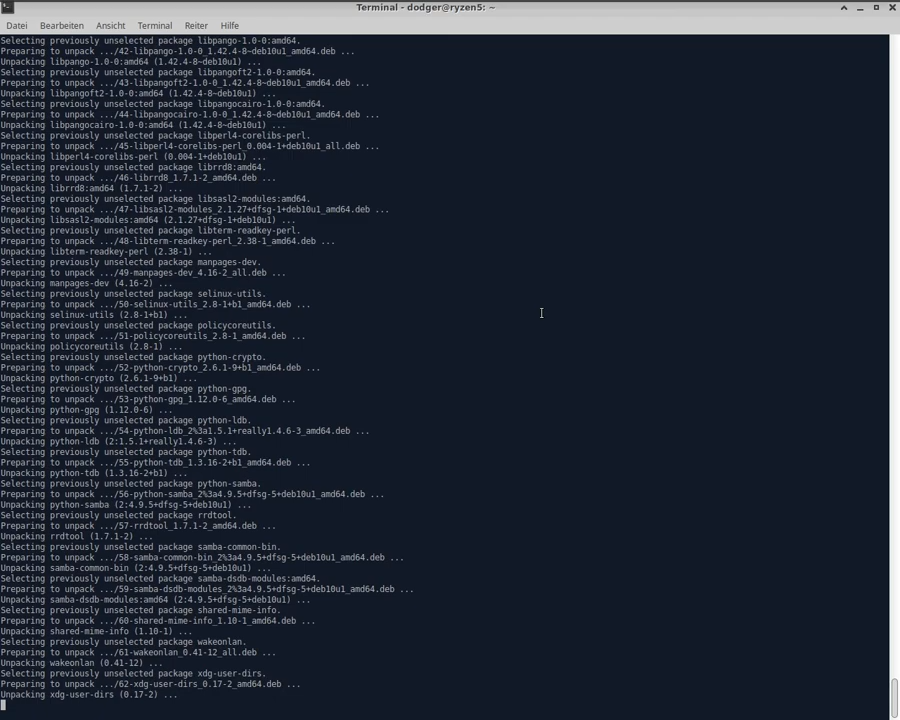 Terminal - dodger@ryzen5: ~
Datei Bearbeiten Ansicht Terminal Reiter Hilfe
Selecting previously unselected package libpango-1.0-0:amd64.
Preparing to unpack .../42-libpango-1.0-0_1.42.4-8~deb10u1_amd64.deb ...
Unpacking libpango-1.0-0:amd64 (1.42.4-8~deb10u1) ...
Selecting previously unselected package libpangoft2-1.0-0:amd64.
Preparing to unpack .../43-libpangoft2-1.0-0_1.42.4-8~deb10u1_amd64.deb ...
Unpacking libpangoft2-1.0-0:amd64 (1.42.4-8~deb10u1) ...
Selecting previously unselected package libpangocairo-1.0-0:amd64.
Preparing to unpack .../44-libpangocairo-1.0-0_1.42.4-8~deb10u1_amd64.deb ...
Unpacking libpangocairo-1.0-0:amd64 (1.42.4-8~deb10u1) ...
Selecting previously unselected package libperl4-corelibs-perl.
Preparing to unpack .../45-libperl4-corelibs-perl_0.004-1+deb10u1_all.deb ...
Unpacking libperl4-corelibs-perl (0.004-1+deb10u1) ...
Selecting previously unselected package librrd8:amd64.
Preparing to unpack .../46-librrd8_1.7.1-2_amd64.deb ...
Unpacking librrd8:amd64 (1.7.1-2) ...
Selecting previously unselected package libsasl2-modules:amd64.
Preparing to unpack .../47-libsasl2-modules_2.1.27+dfsg-1+deb10u1_amd64.deb ...
Unpacking libsasl2-modules:amd64 (2.1.27+dfsg-1+deb10u1) ...
Selecting previously unselected package libterm-readkey-perl.
Preparing to unpack .../48-libterm-readkey-perl_2.38-1_amd64.deb ...
Unpacking libterm-readkey-perl (2.38-1) ...
Selecting previously unselected package manpages-dev.
Preparing to unpack .../49-manpages-dev_4.16-2_all.deb ...
Unpacking manpages-dev (4.16-2) ...
Selecting previously unselected package selinux-utils.
Preparing to unpack .../50-selinux-utils_2.8-1+b1_amd64.deb ...
Unpacking selinux-utils (2.8-1+b1) ...
Selecting previously unselected package policycoreutils.
Preparing to unpack .../51-policycoreutils_2.8-1_amd64.deb ...
Unpacking policycoreutils (2.8-1) ...
Selecting previously unselected package python-crypto.
Preparing to unpack .../52-python-crypto_2.6.1-9+b1_amd64.deb ...
Unpacking python-crypto (2.6.1-9+b1) ...
Selecting previously unselected package python-gpg.
Preparing to unpack .../53-python-gpg_1.12.0-6_amd64.deb ...
Unpacking python-gpg (1.12.0-6) ...
Selecting previously unselected package python-ldb.
Preparing to unpack .../54-python-ldb_2%3a1.5.1+really1.4.6-3_amd64.deb ...
Unpacking python-ldb (2:1.5.1+really1.4.6-3) ...
Selecting previously unselected package python-tdb.
Preparing to unpack .../55-python-tdb_1.3.16-2+b1_amd64.deb ...
Unpacking python-tdb (1.3.16-2+b1) ...
Selecting previously unselected package python-samba.
Preparing to unpack .../56-python-samba_2%3a4.9.5+dfsg-5+deb10u1_amd64.deb ...
Unpacking python-samba (2:4.9.5+dfsg-5+deb10u1) ...
Selecting previously unselected package rrdtool.
Preparing to unpack .../57-rrdtool_1.7.1-2_amd64.deb ...
Unpacking rrdtool (1.7.1-2) ...
Selecting previously unselected package samba-common-bin.
Preparing to unpack .../58-samba-common-bin_2%3a4.9.5+dfsg-5+deb10u1_amd64.deb ...
Unpacking samba-common-bin (2:4.9.5+dfsg-5+deb10u1) ...
Selecting previously unselected package samba-dsdb-modules:amd64.
Preparing to unpack .../59-samba-dsdb-modules_2%3a4.9.5+dfsg-5+deb10u1_amd64.deb ...
Unpacking samba-dsdb-modules:amd64 (2:4.9.5+dfsg-5+deb10u1) ...
Selecting previously unselected package shared-mime-info.
Preparing to unpack .../60-shared-mime-info_1.10-1_amd64.deb ...
Unpacking shared-mime-info (1.10-1) ...
Selecting previously unselected package wakeonlan.
Preparing to unpack .../61-wakeonlan_0.41-12_all.deb ...
Unpacking wakeonlan (0.41-12) ...
Selecting previously unselected package xdg-user-dirs.
Preparing to unpack .../62-xdg-user-dirs_0.17-2_amd64.deb ...
Unpacking xdg-user-dirs (0.17-2) ...